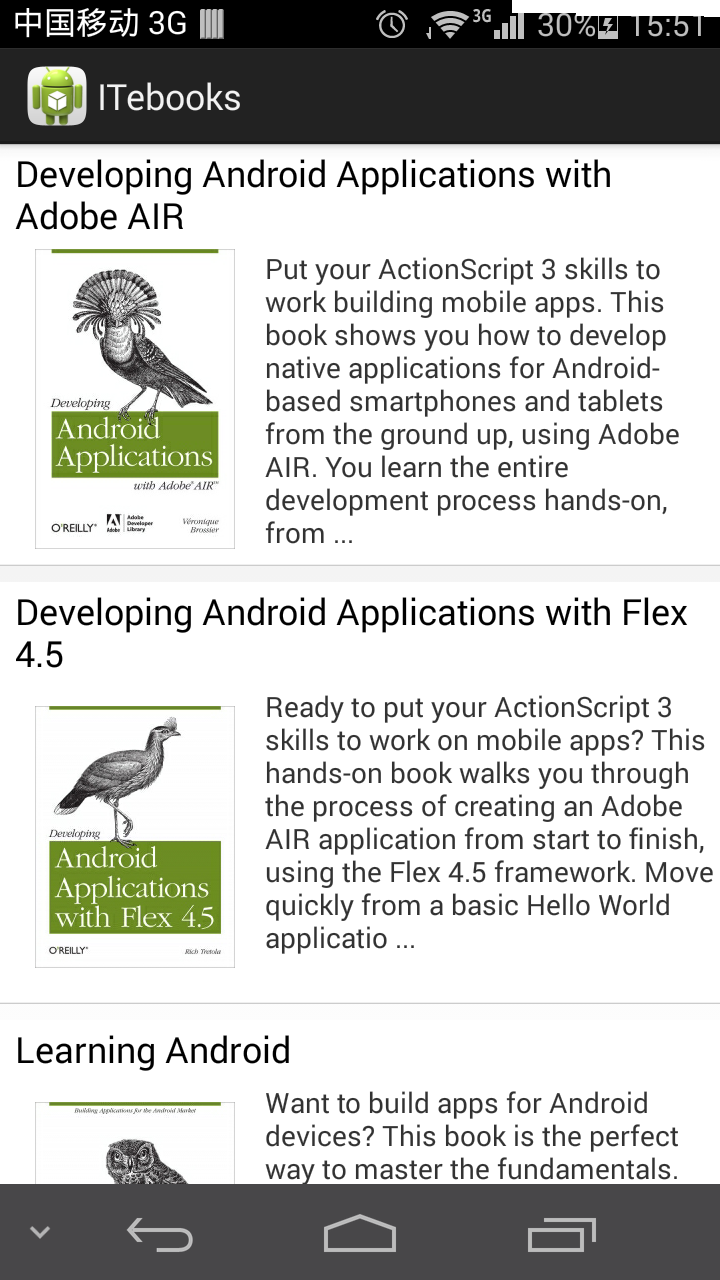 中国移动 3G 3G 30% 15:51
ITebooks
Developing Android Applications with
Adobe AIR
Developing
Android
Applications
with Adobe® AIR™
O'REILLY®
Adobe
Adobe
Developer
Library
Véronique
Brossier
Put your ActionScript 3 skills to
work building mobile apps. This
book shows you how to develop
native applications for Android-
based smartphones and tablets
from the ground up, using Adobe
AIR. You learn the entire
development process hands-on,
from ...
Developing Android Applications with Flex
4.5
Developing
Android
Applications
with Flex 4.5
O'REILLY®
Rich Tretola
Ready to put your ActionScript 3
skills to work on mobile apps? This
hands-on book walks you through
the process of creating an Adobe
AIR application from start to finish,
using the Flex 4.5 framework. Move
quickly from a basic Hello World
applicatio ...
Learning Android
Building Applications for the Android Market
Want to build apps for Android
devices? This book is the perfect
way to master the fundamentals.